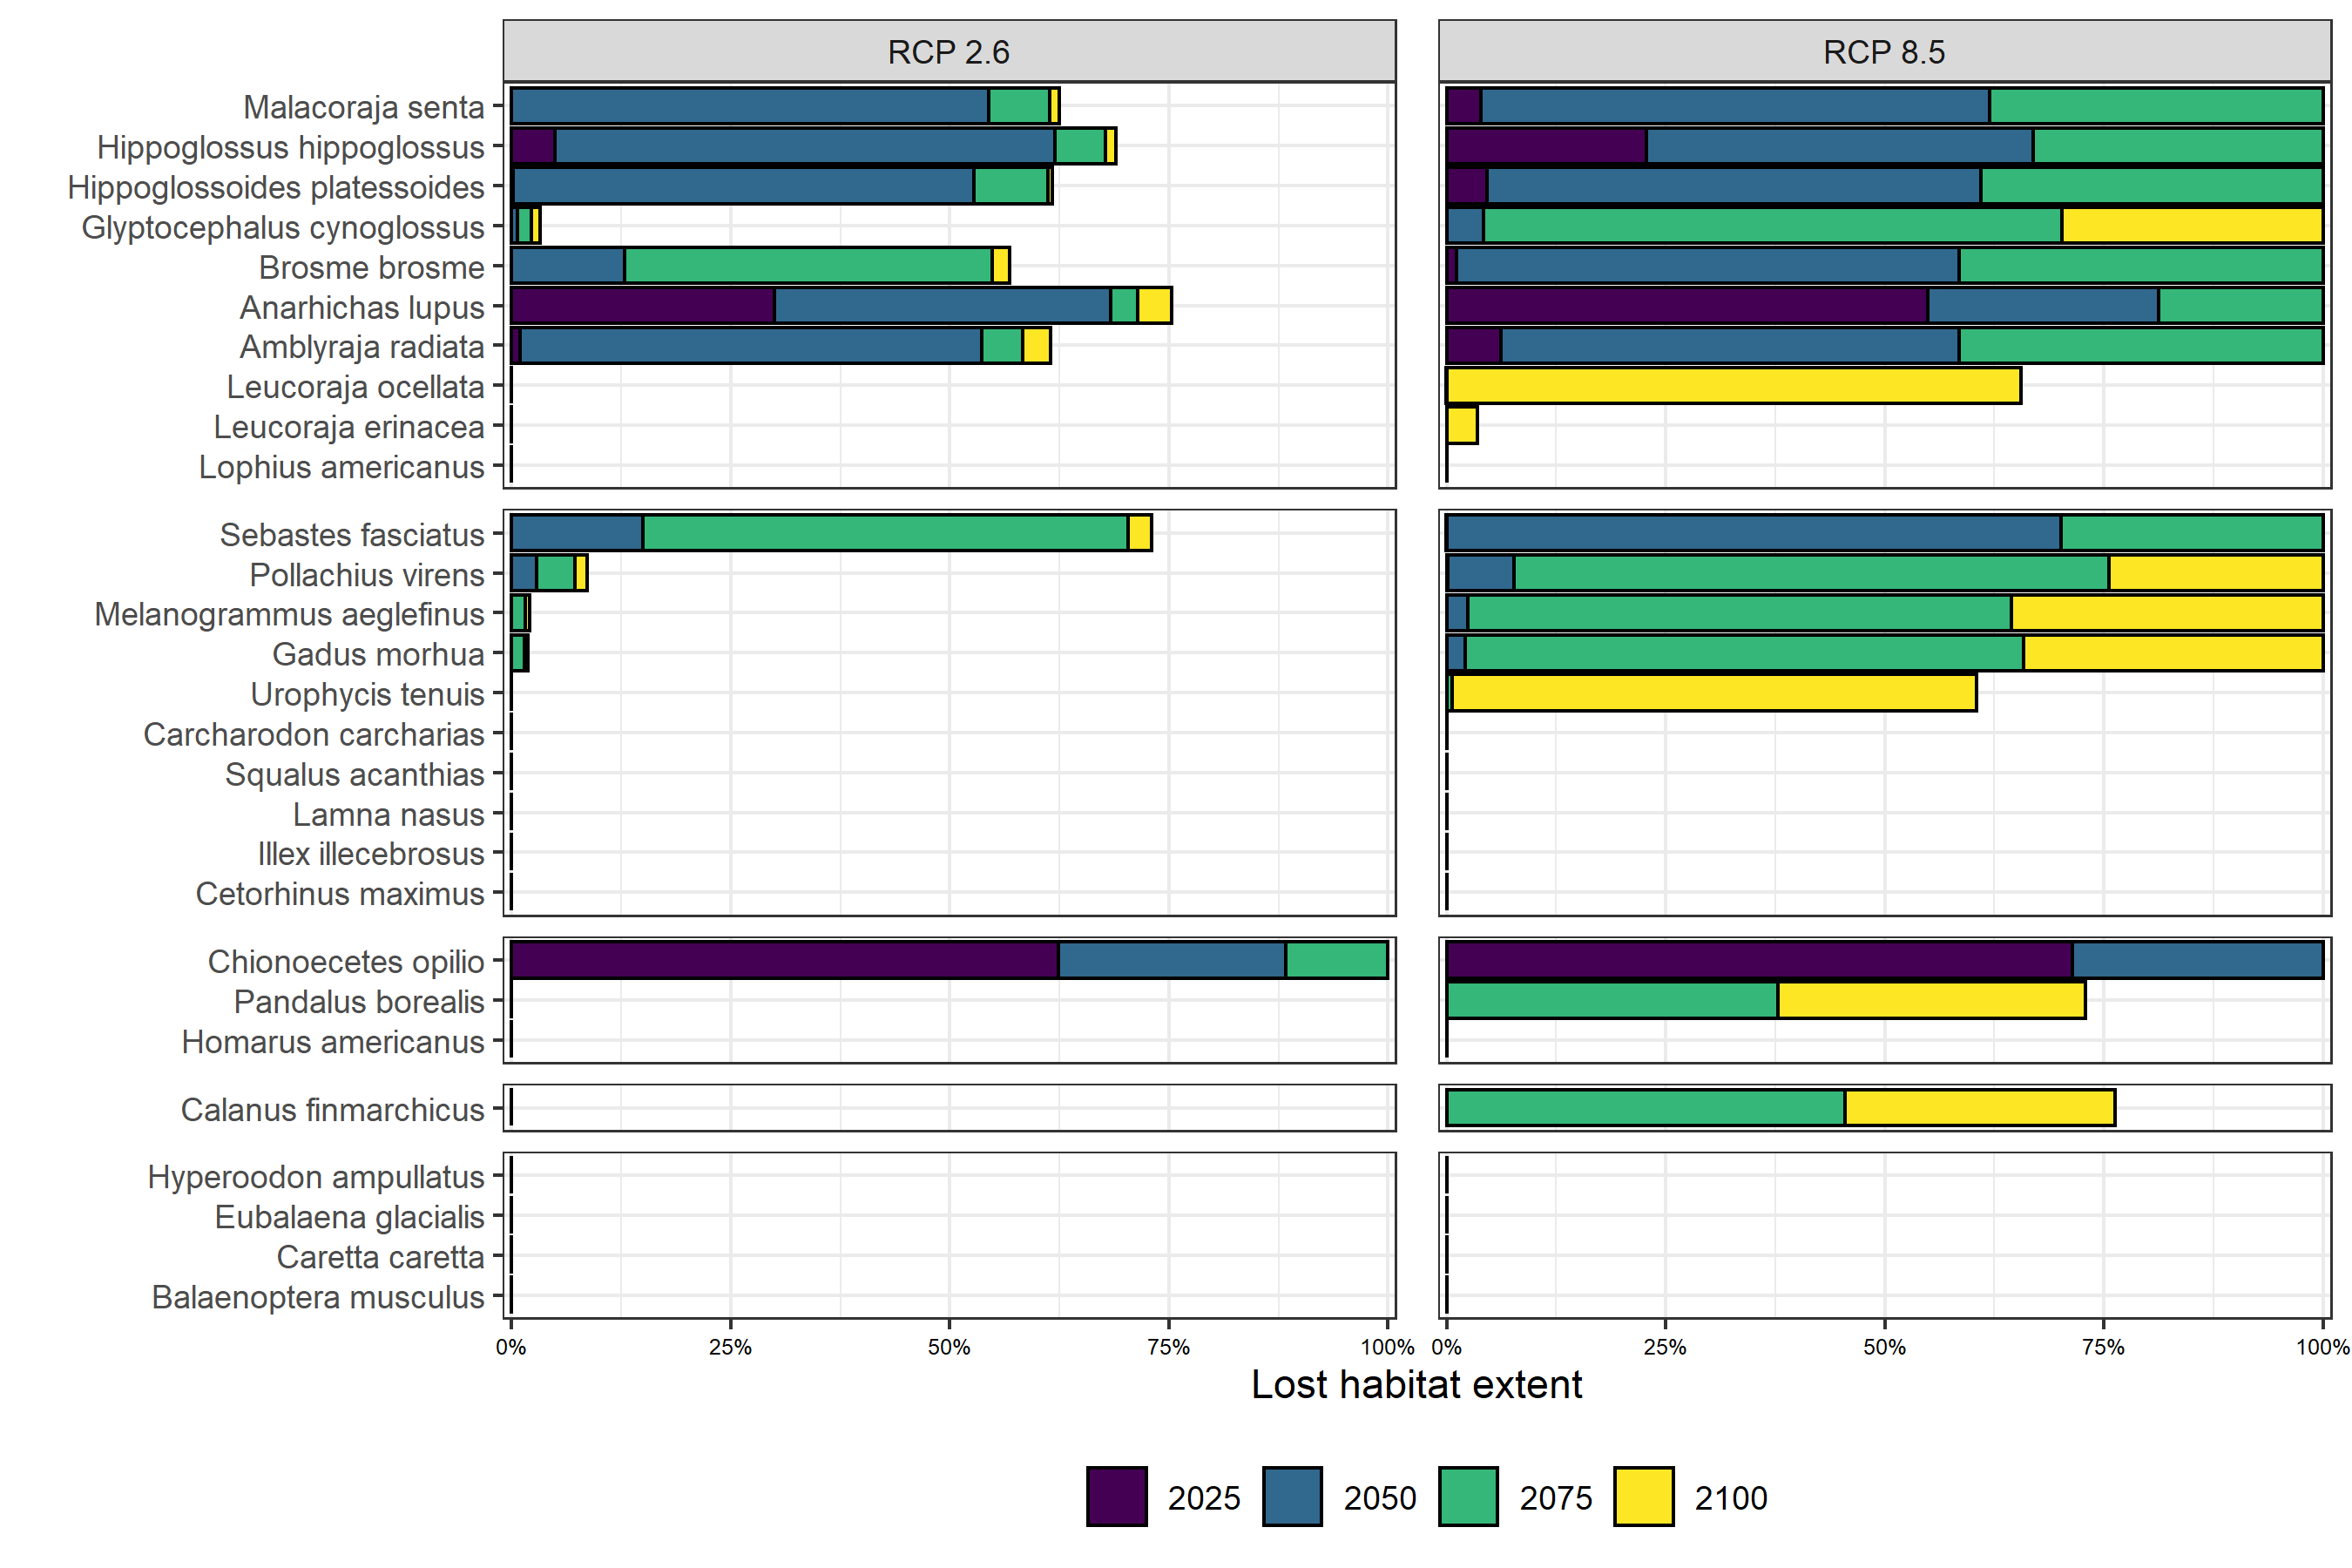 RCP 2.6
RCP 8.5
Malacoraja senta
Hippoglossus hippoglossus
Hippoglossoides platessoides
Glyptocephalus cynoglossus
Brosme brosme
Anarhichas lupus
Amblyraja radiata
Leucoraja ocellata
Leucoraja erinacea
Lophius americanus
Sebastes fasciatus
Pollachius virens
Melanogrammus aeglefinus
Gadus morhua
Urophycis tenuis
Carcharodon carcharias
Squalus acanthias
Lamna nasus
Illex illecebrosus
Cetorhinus maximus
Chionoecetes opilio
Pandalus borealis
Homarus americanus
Calanus finmarchicus
Hyperoodon ampullatus
Eubalaena glacialis
Caretta caretta
Balaenoptera musculus
0% 25% 50% 75% 100% 0% 25% 50% 75% 100%
Lost habitat extent
2025 2050 2075 2100